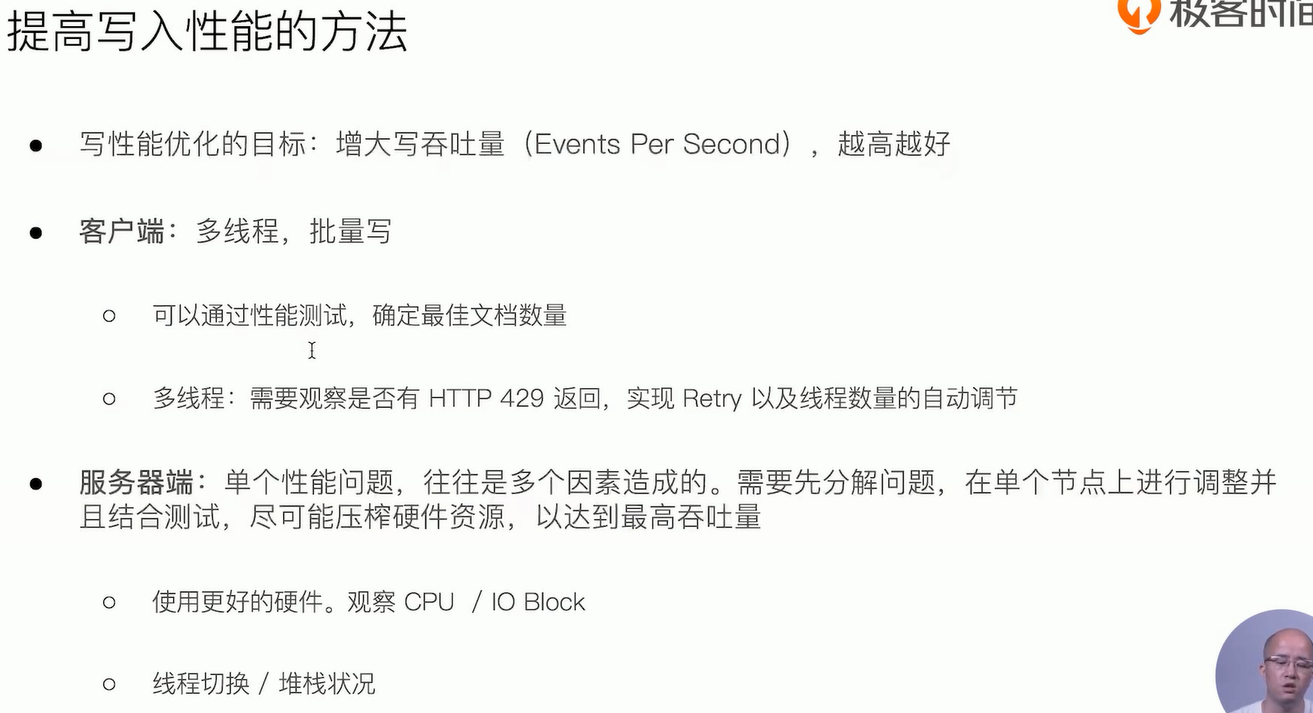 提高写入性能的方法
极客时间
● 写性能优化的目标：增大写吞吐量（Events Per Second），越高越好
● 客户端：多线程，批量写
○ 可以通过性能测试，确定最佳文档数量
○ 多线程：需要观察是否有 HTTP 429 返回，实现 Retry 以及线程数量的自动调节
● 服务器端：单个性能问题，往往是多个因素造成的。需要先分解问题，在单个节点上进行调整并
且结合测试，尽可能压榨硬件资源，以达到最高吞吐量
○ 使用更好的硬件。观察 CPU / IO Block
○ 线程切换 / 堆栈状况